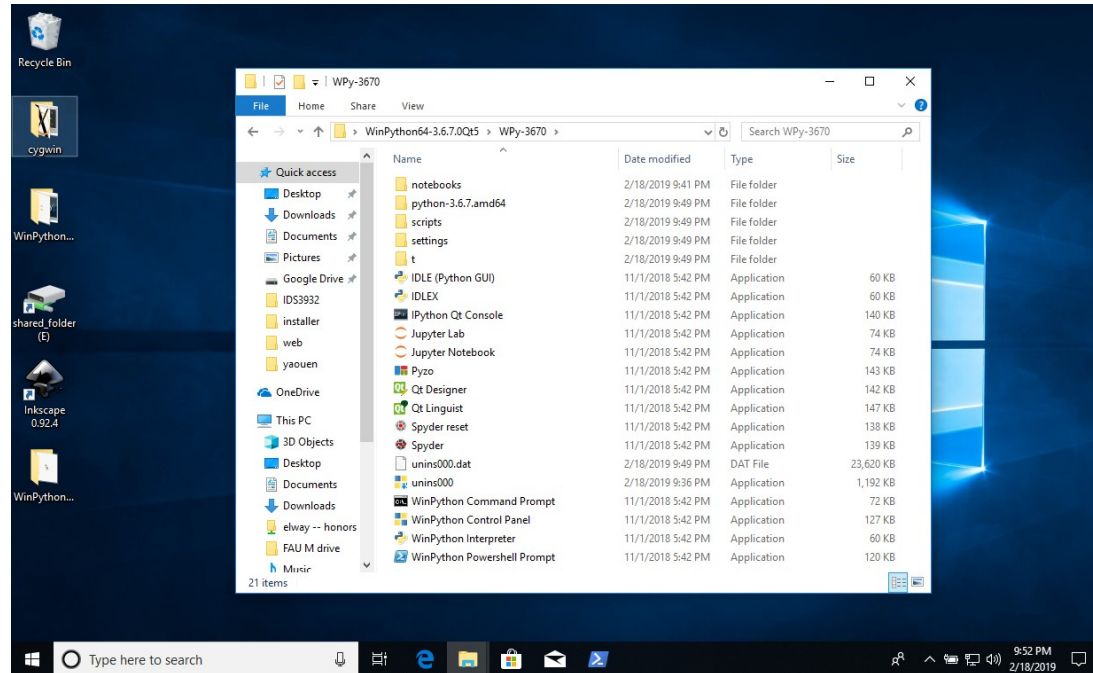 Recycle Bin
cygwin
WinPython...
shared_folder
(E)
Inkscape
0.92.4
WinPython...
WPy-3670
File Home Share View
WinPython64-3.6.7.0Qt5 › WPy-3670 ›
Search WPy-3670
Name Date modified Type Size
Quick access
Desktop
Downloads
Documents
Pictures
Google Drive
IDS3932
installer
web
yaouen
OneDrive
This PC
3D Objects
Desktop
Documents
Downloads
elway -- honors
FAU M drive
Music
notebooks 2/18/2019 9:41 PM File folder
python-3.6.7.amd64 2/18/2019 9:49 PM File folder
scripts 2/18/2019 9:49 PM File folder
settings 2/18/2019 9:49 PM File folder
t 2/18/2019 9:49 PM File folder
IDLE (Python GUI) 11/1/2018 5:42 PM Application 60 KB
IDLEX 11/1/2018 5:42 PM Application 60 KB
IPython Qt Console 11/1/2018 5:42 PM Application 140 KB
Jupyter Lab 11/1/2018 5:42 PM Application 74 KB
Jupyter Notebook 11/1/2018 5:42 PM Application 74 KB
Pyzo 11/1/2018 5:42 PM Application 143 KB
Qt Designer 11/1/2018 5:42 PM Application 142 KB
Qt Linguist 11/1/2018 5:42 PM Application 147 KB
Spyder reset 11/1/2018 5:42 PM Application 138 KB
Spyder 11/1/2018 5:42 PM Application 139 KB
unins000.dat 2/18/2019 9:49 PM DAT File 23,620 KB
unins000 2/18/2019 9:36 PM Application 1,192 KB
WinPython Command Prompt 11/1/2018 5:42 PM Application 72 KB
WinPython Control Panel 11/1/2018 5:42 PM Application 127 KB
WinPython Interpreter 11/1/2018 5:42 PM Application 60 KB
WinPython Powershell Prompt 11/1/2018 5:42 PM Application 120 KB
21 items
Type here to search
9:52 PM
2/18/2019